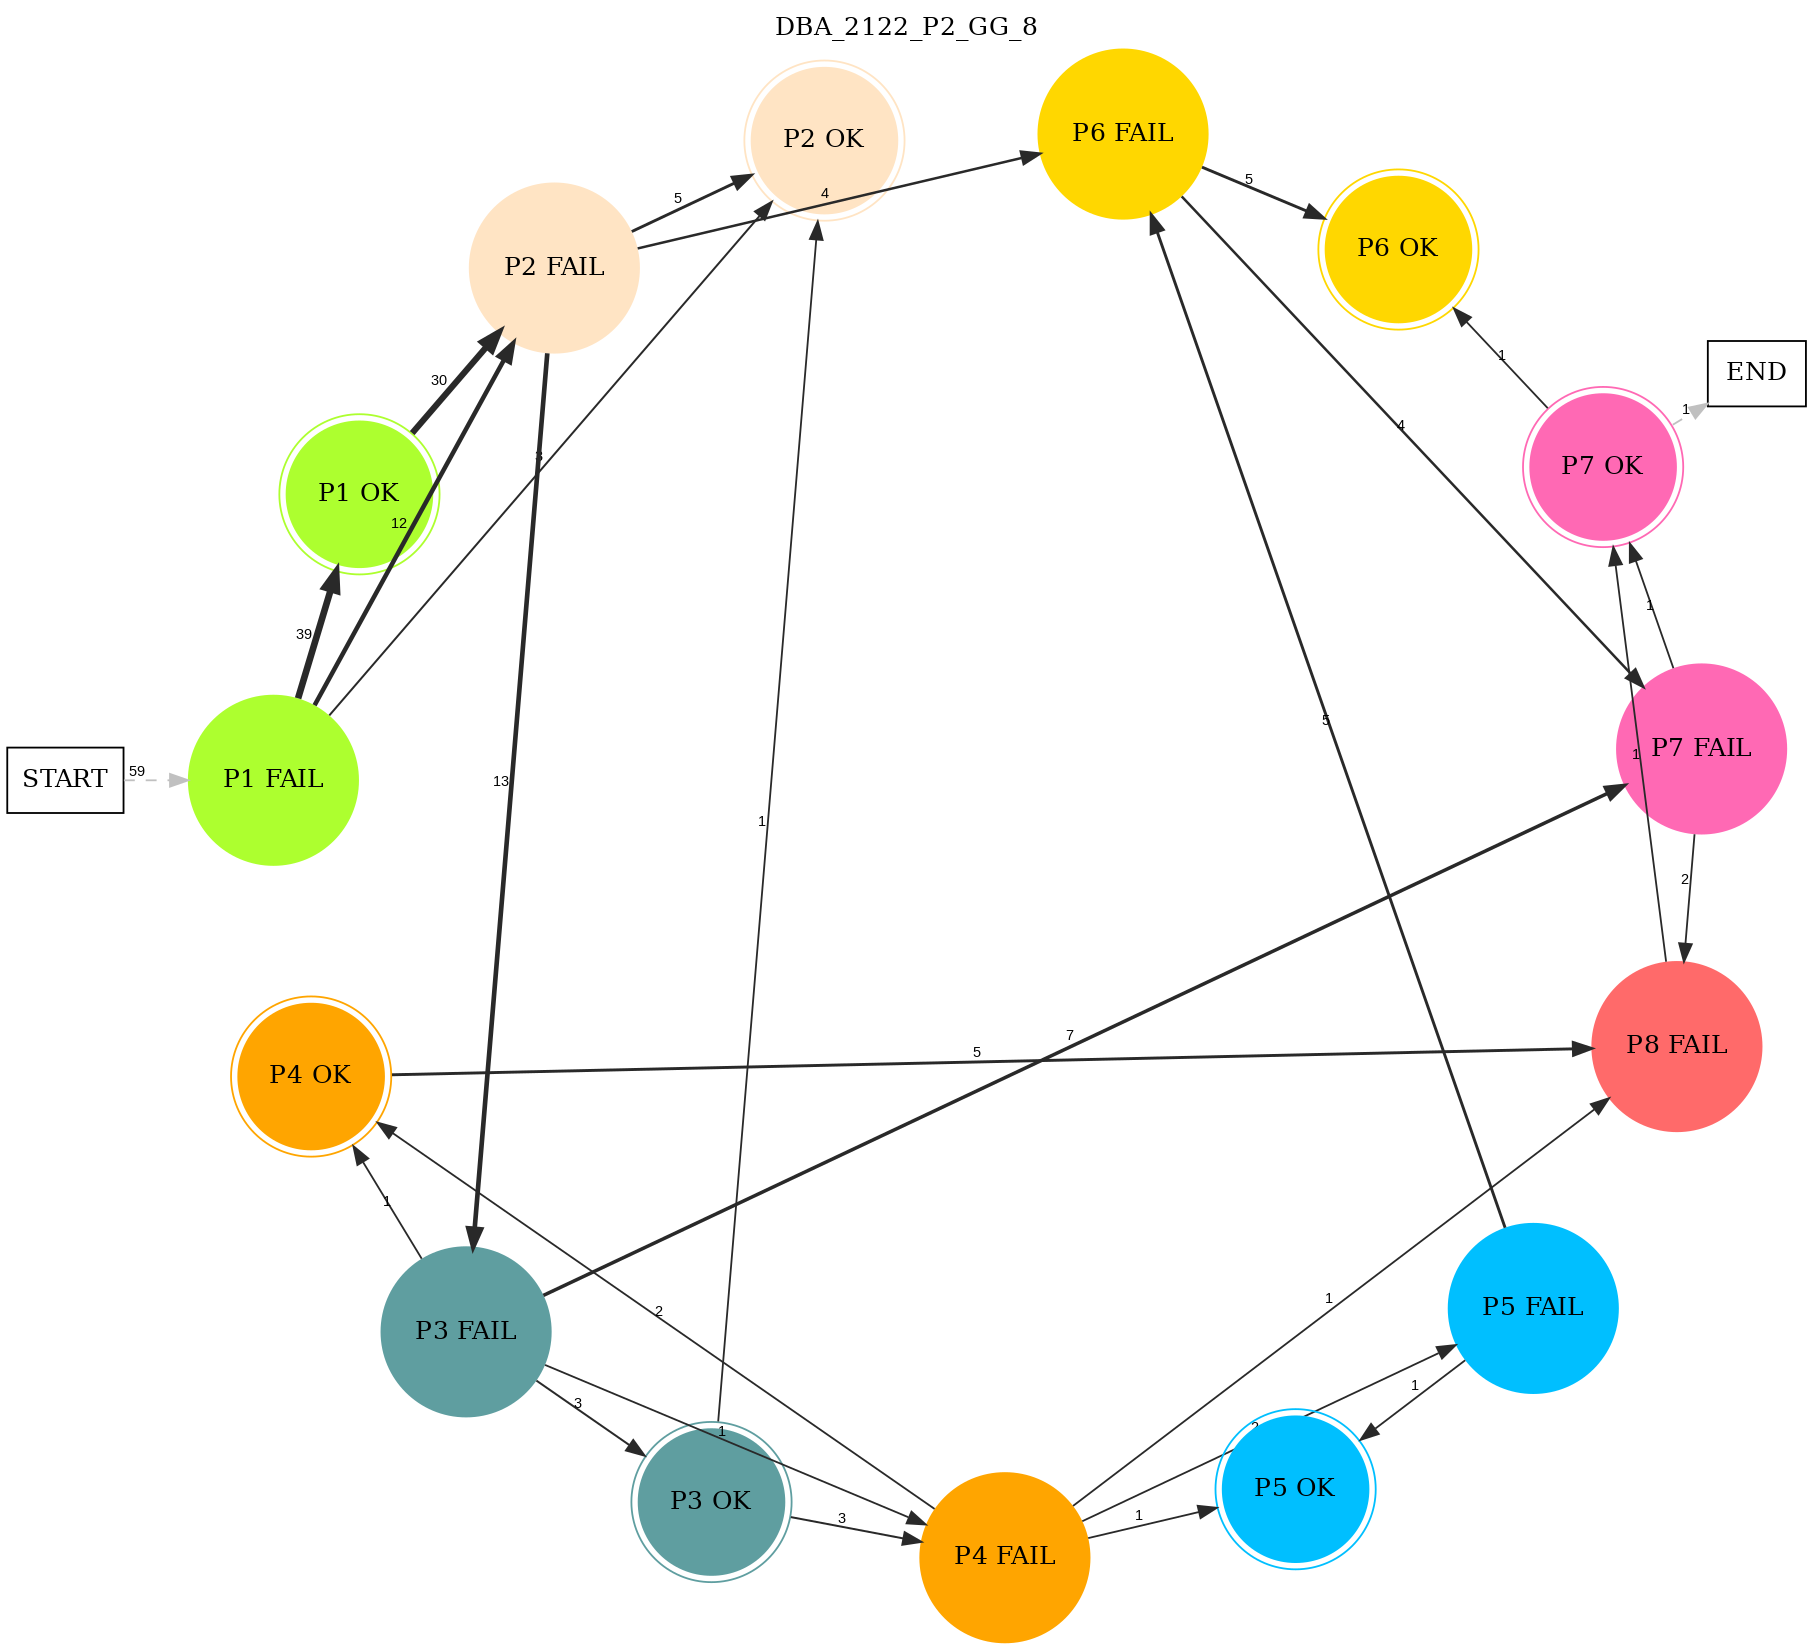 DBA_2122_P2_GG_8
P2 OK
P6 FAIL
5
4
5
P6 OK
P2 FAIL
1
END
30
1
4
3
P7 OK
P1 OK
12
39
1
5
P7 FAIL
1
START
59
P1 FAIL
13
1
2
7
P8 FAIL
5
P4 OK
1
1
2
P5 FAIL
P3 FAIL
1
3
1
2
P5 OK
P3 OK
3
1
P4 FAIL